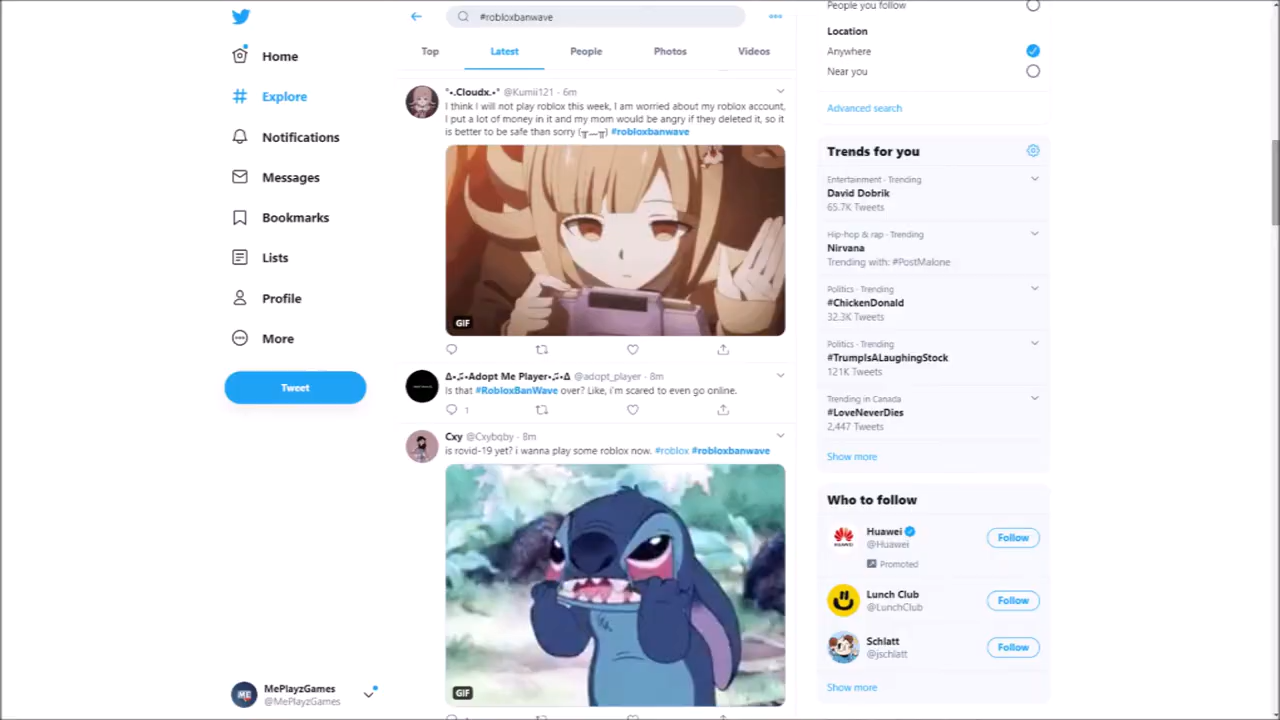 Home
Explore
Notifications
Messages
Bookmarks
Lists
Profile
More
Tweet
MePlayzGames
@MePlayzGames
#robloxbanwave
Top
Latest
People
Photos
Videos
*•.Cloudx.•* @Kumii121 · 6m
I think I will not play roblox this week, I am worried about my roblox account,
I put a lot of money in it and my mom would be angry if they deleted it, so it
is better to be safe than sorry (╥﹏╥) #robloxbanwave
GIF
Δ•♫•Adopt Me Player•♫•Δ @adopt_player · 8m
Is that #RobloxBanWave over? Like, i'm scared to even go online.
1
Cxy @Cxybqby · 8m
is rovid-19 yet? i wanna play some roblox now. #roblox #robloxbanwave
GIF
People you follow
Location
Anywhere
Near you
Advanced search
Trends for you
Entertainment · Trending
David Dobrik
65.7K Tweets
Hip-hop & rap · Trending
Nirvana
Trending with: #PostMalone
Politics · Trending
#ChickenDonald
32.3K Tweets
Politics · Trending
#TrumpIsALaughingStock
121K Tweets
Trending in Canada
#LoveNeverDies
2,447 Tweets
Show more
Who to follow
Huawei
@Huawei
Follow
Promoted
Lunch Club
@LunchClub
Follow
Schlatt
@jschlatt
Follow
Show more